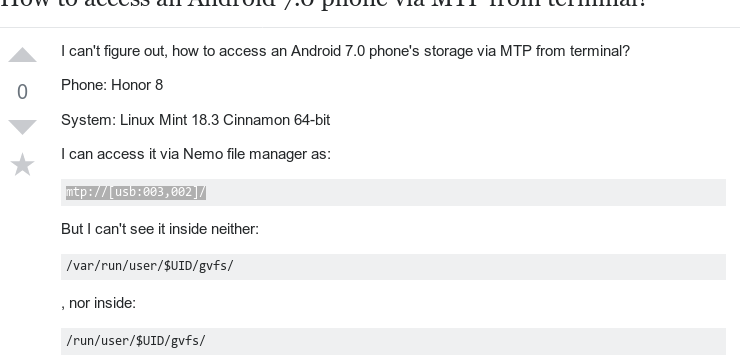 How to access an Android 7.0 phone via MTP from terminal?
I can't figure out, how to access an Android 7.0 phone's storage via MTP from terminal?
0
Phone: Honor 8
System: Linux Mint 18.3 Cinnamon 64-bit
I can access it via Nemo file manager as:
mtp://[usb:003,002]/
But I can't see it inside neither:
/var/run/user/$UID/gvfs/
, nor inside:
/run/user/$UID/gvfs/